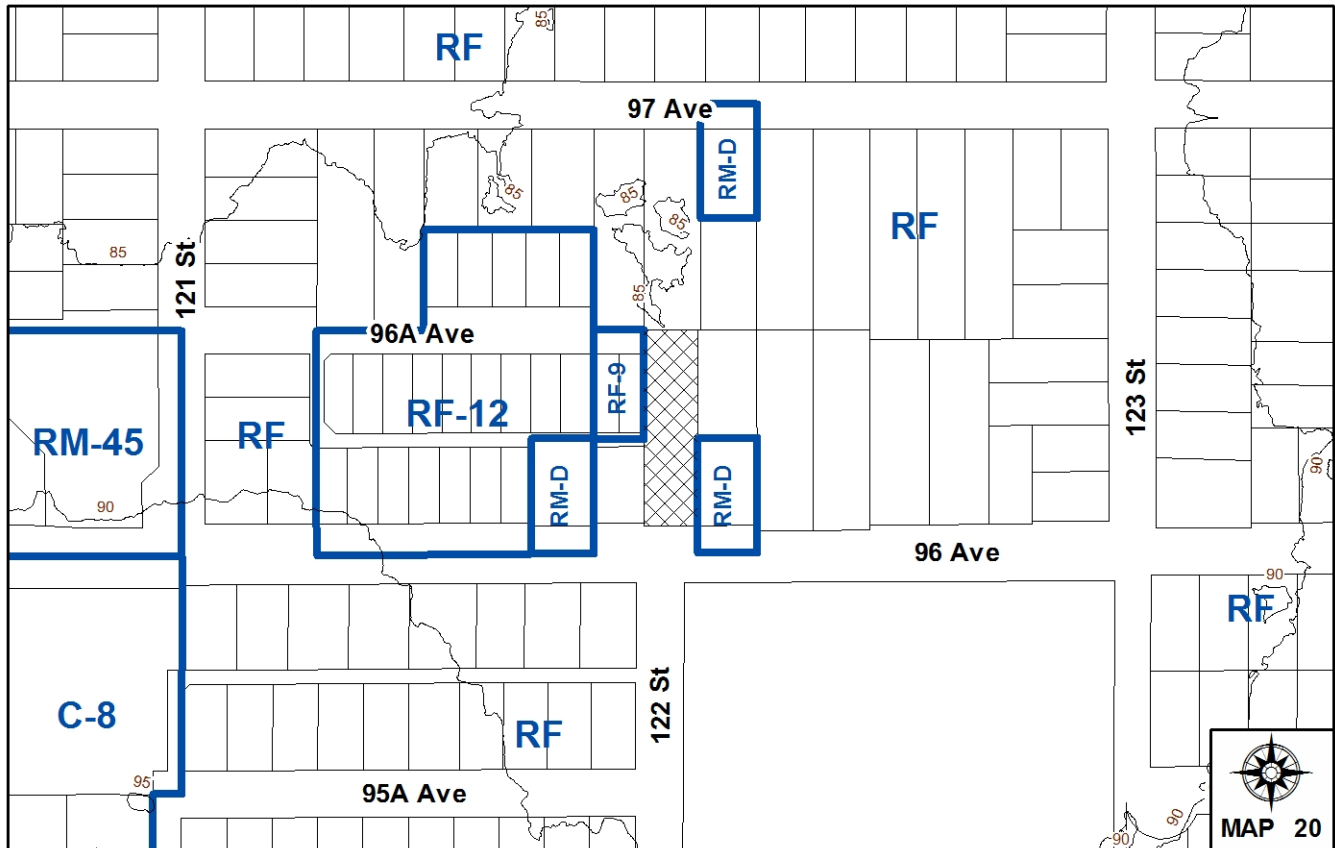 85
RF
97 Ave
RM-D
85
85
85
RF
85
121 St
85
96A Ave
RF-9
123 St
RF-12
RF
RM-45
90
RM-D
RM-D
90
96 Ave
90
RF
122 St
C-8
RF
95
95A Ave
90
90
MAP 20